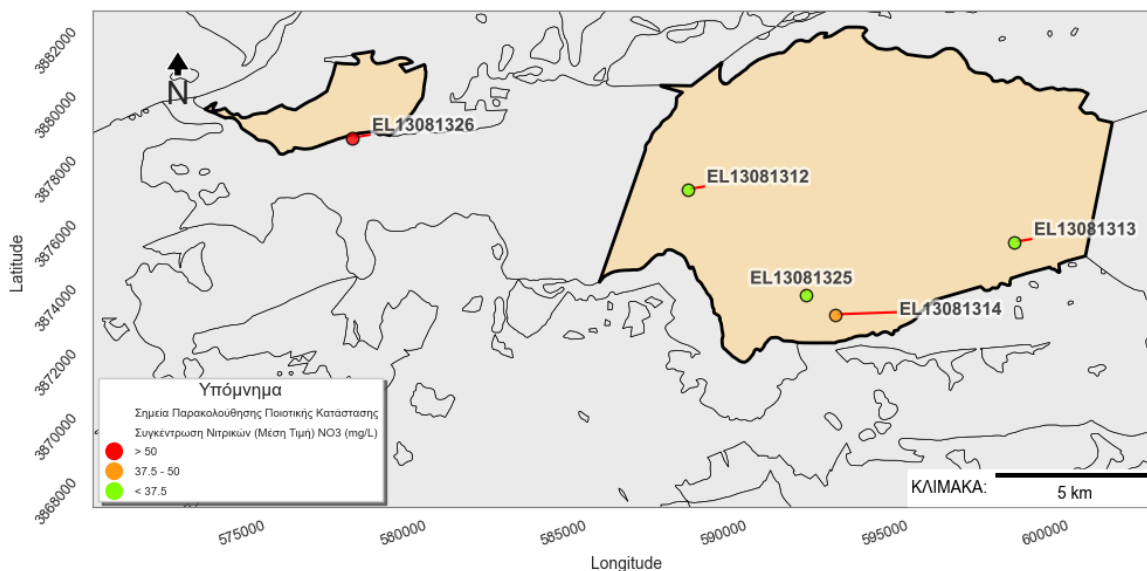 3882000
3880000
3878000
3876000
3874000
3872000
3870000
3868000
Latitude
N
EL13081326
EL13081312
EL13081313
EL13081325
EL13081314
Υπόμνημα
Σημεία Παρακολούθησης Ποιοτικής Κατάστασης
Συγκέντρωση Νιτρικών (Μέση Τιμή) NO3 (mg/L)
> 50
37.5 - 50
< 37.5
ΚΛΙΜΑΚΑ:
5 km
575000
580000
585000
590000
595000
600000
Longitude